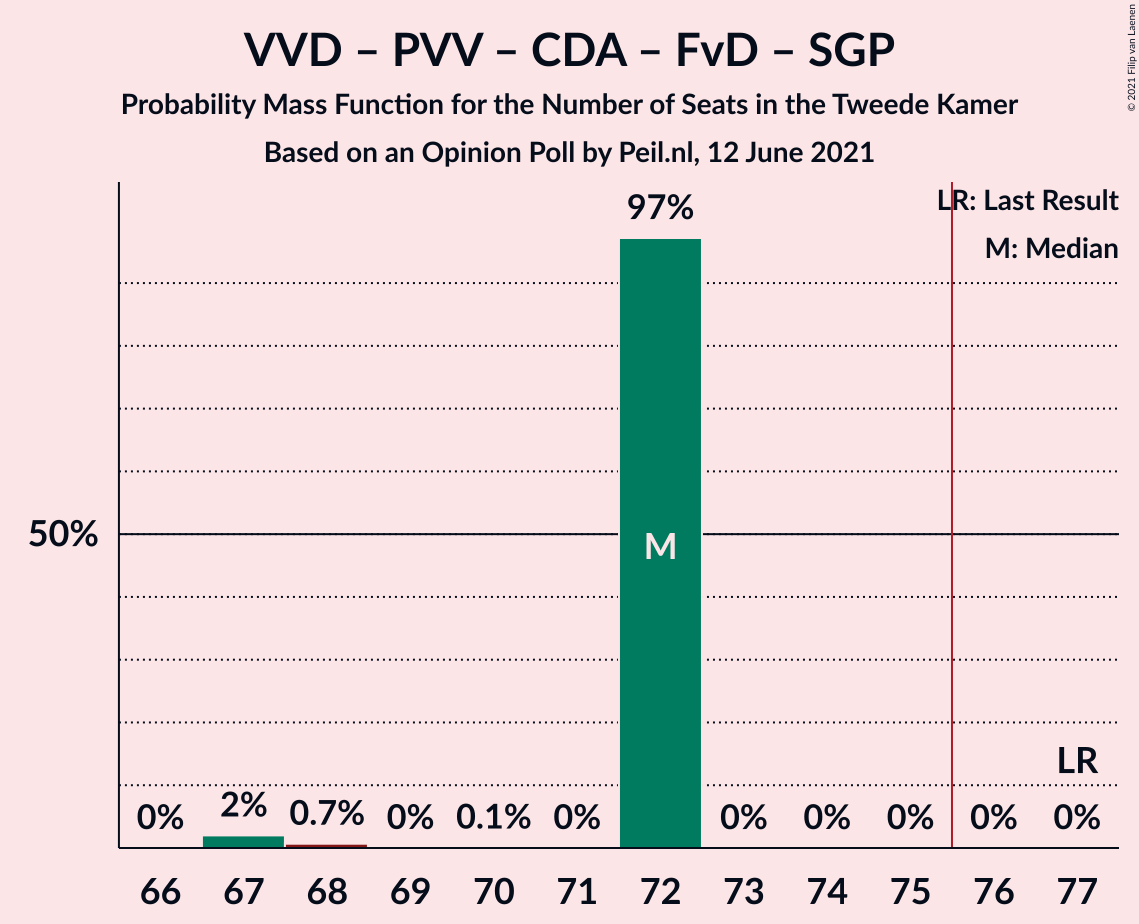 VVD – PVV – CDA – FvD – SGP
Probability Mass Function for the Number of Seats in the Tweede Kamer
Based on an Opinion Poll by Peil.nl, 12 June 2021
© 2021 Filip van Laenen
LR: Last Result
M: Median
97%
50%
M
LR
0% 2% 0.7% 0% 0.1% 0% 0% 0% 0% 0% 0%
66 67 68 69 70 71 72 73 74 75 76 77